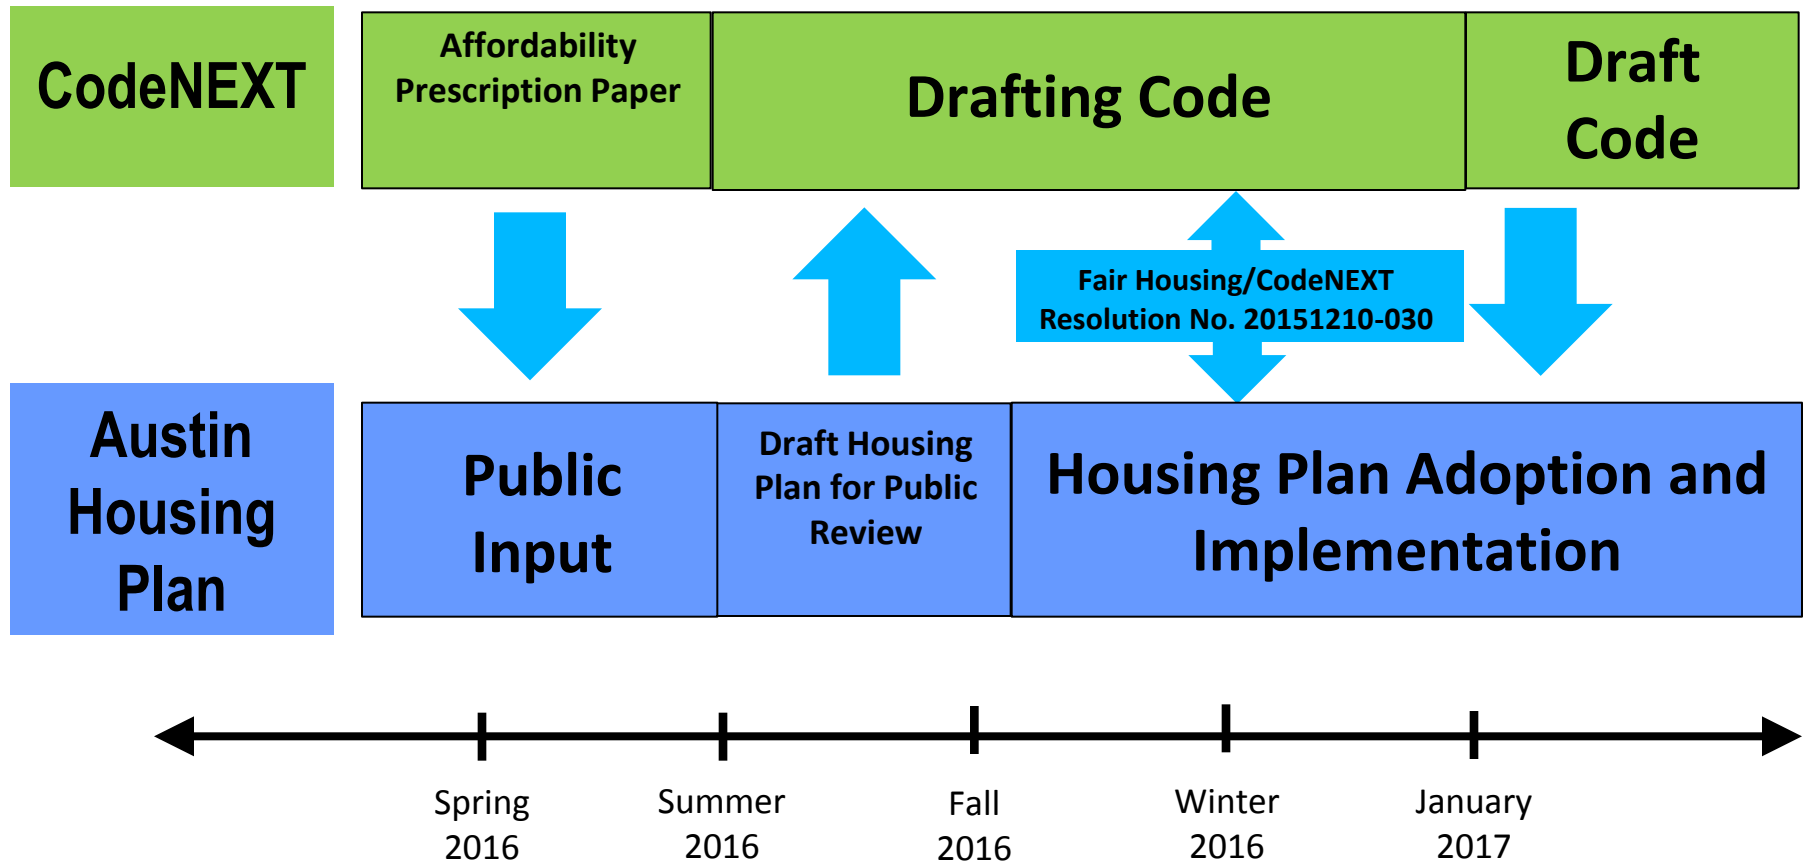 CodeNEXT
Affordability
Prescription Paper
Drafting Code
Draft
Code
Fair Housing/CodeNEXT
Resolution No. 20151210-030
Austin
Housing
Plan
Public
Input
Draft Housing
Plan for Public
Review
Housing Plan Adoption and
Implementation
Spring
2016
Summer
2016
Fall
2016
Winter
2016
January
2017